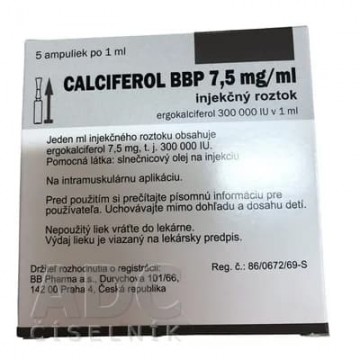 5 ampuliek po 1 ml
CALCIFEROL BBP 7,5 mg/ml
injekčný roztok
ergokalciferol 300 000 IU v 1 ml
Jeden ml injekčného roztoku obsahuje
ergokalciferol 7,5 mg, t. j. 300 000 IU.
Pomocná látka: slnečnicový olej na injekciu
Na intramuskulárnu aplikáciu.
Pred použitím si prečítajte písomnú informáciu pre
používateľa. Uchovávajte mimo dohľadu a dosahu detí.
Nepoužitý liek vráťte do lekárne.
Výdaj lieku je viazaný na lekársky predpis.
Držiteľ rozhodnutia o registrácii:
BB Pharma a.s., Durychova 101/66,
142 00 Praha 4, Česká republika
Reg. č.: 86/0672/69-S
ADC
ČÍSELNÍK